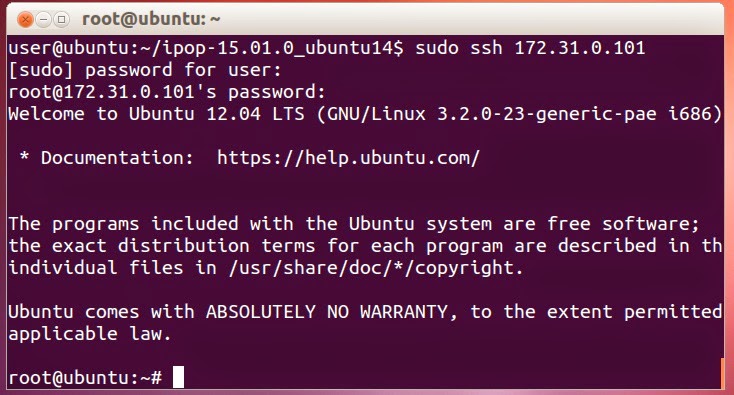 root@ubuntu: ~
user@ubuntu:~/ipop-15.01.0_ubuntu14$ sudo ssh 172.31.0.101
[sudo] password for user:
root@172.31.0.101's password:
Welcome to Ubuntu 12.04 LTS (GNU/Linux 3.2.0-23-generic-pae i686)
* Documentation:  https://help.ubuntu.com/
The programs included with the Ubuntu system are free software;
the exact distribution terms for each program are described in th
individual files in /usr/share/doc/*/copyright.
Ubuntu comes with ABSOLUTELY NO WARRANTY, to the extent permitted
applicable law.
root@ubuntu:~#